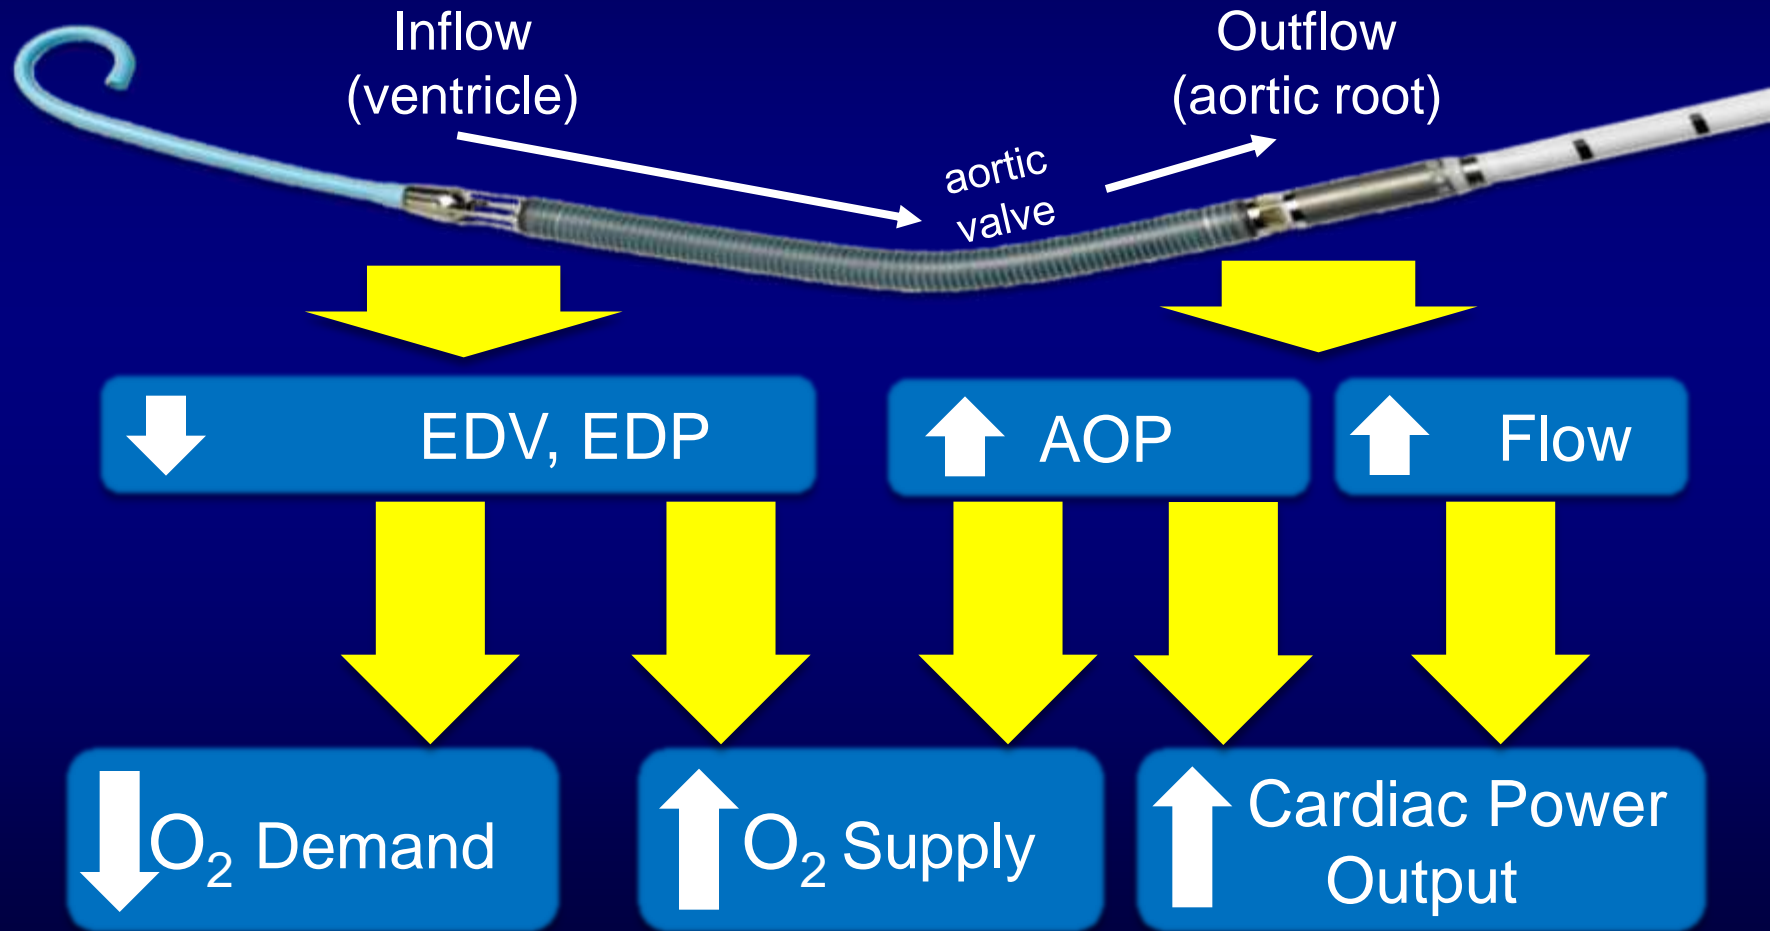 Inflow
(ventricle)
Outflow
(aortic root)
aortic
valve
EDV, EDP
AOP
Flow
O₂ Demand
O₂ Supply
Cardiac Power
Output